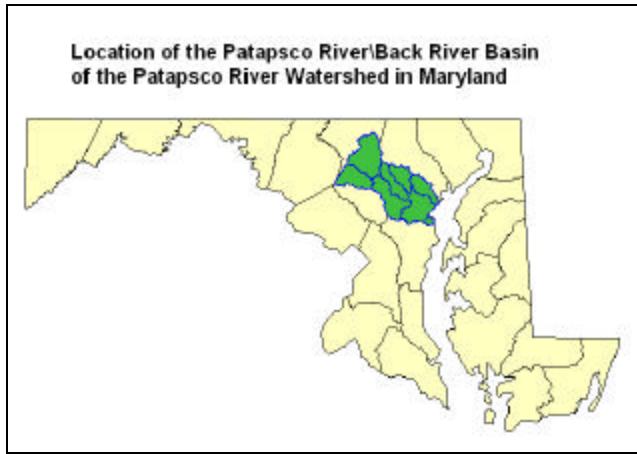 Location of the Patapsco River\Back River Basin
of the Patapsco River Watershed in Maryland